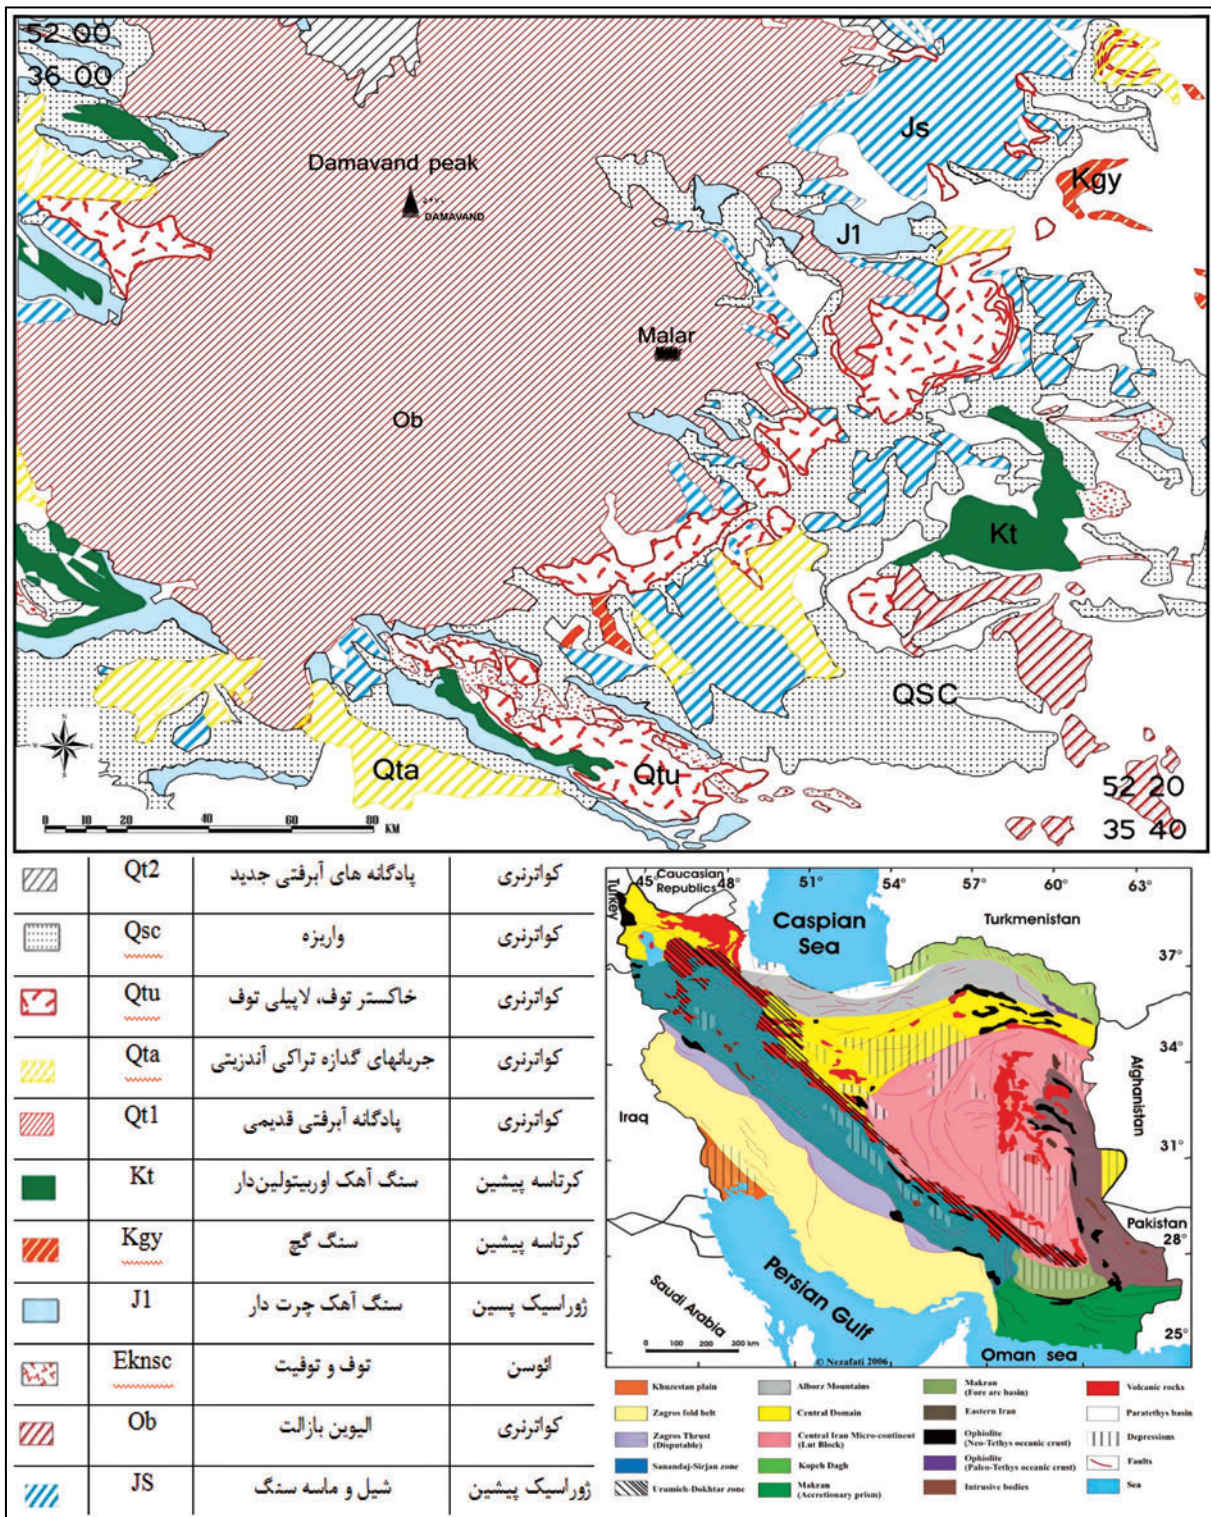 52 00
36 00
Js
Kgy
Damavand peak
۵۶۷۰
DAMAVAND
J1
Malar
Ob
Kt
QSC
Qta
Qtu
52 20
35 40
N
W E
S
0 20 40 60 80
KM
Qt2 پادگانه های آبرفتی جدید کواترنری
Qsc واریزه کواترنری
Qtu خاکستر توف، لاپیلی توف کواترنری
Qta جریانهای گدازه تراکی آندزیتی کواترنری
Qt1 پادگانه آبرفتی قدیمی کواترنری
Kt سنگ آهک اوربیتولین‌دار کرتاسه پیشین
Kgy سنگ گچ کرتاسه پیشین
J1 سنگ آهک چرت دار ژوراسیک پسین
Eknsc توف و توفیت ائوسن
Ob الیوین بازالت کواترنری
JS شیل و ماسه سنگ ژوراسیک پیشین
45° 48° 51° 54° 57° 60° 63°
Turkey
Caucasian
Republics
Caspian
Sea
Turkmenistan
37°
34°
Afghanistan
Iraq
31°
Pakistan
28°
Persian Gulf
Saudi Arabia
25°
0 100 200 300 km
Oman sea
© Nezafati 2006
Khuzestan plain
Alborz Mountains
Makran
(Fore arc basin)
Volcanic rocks
Zagros fold belt
Central Domain
Eastern Iran
Paratethys basin
Zagros Thrust
(Disputable)
Central Iran Micro-continent
(Lut Block)
Ophiolite
(Neo-Tethys oceanic crust)
Depressions
Sanandaj-Sirjan zone
Kopeh Dagh
Ophiolite
(Paleo-Tethys oceanic crust)
Faults
Urumieh-Dokhtar zone
Makran
(Accretionary prism)
Intrusive bodies
Sea